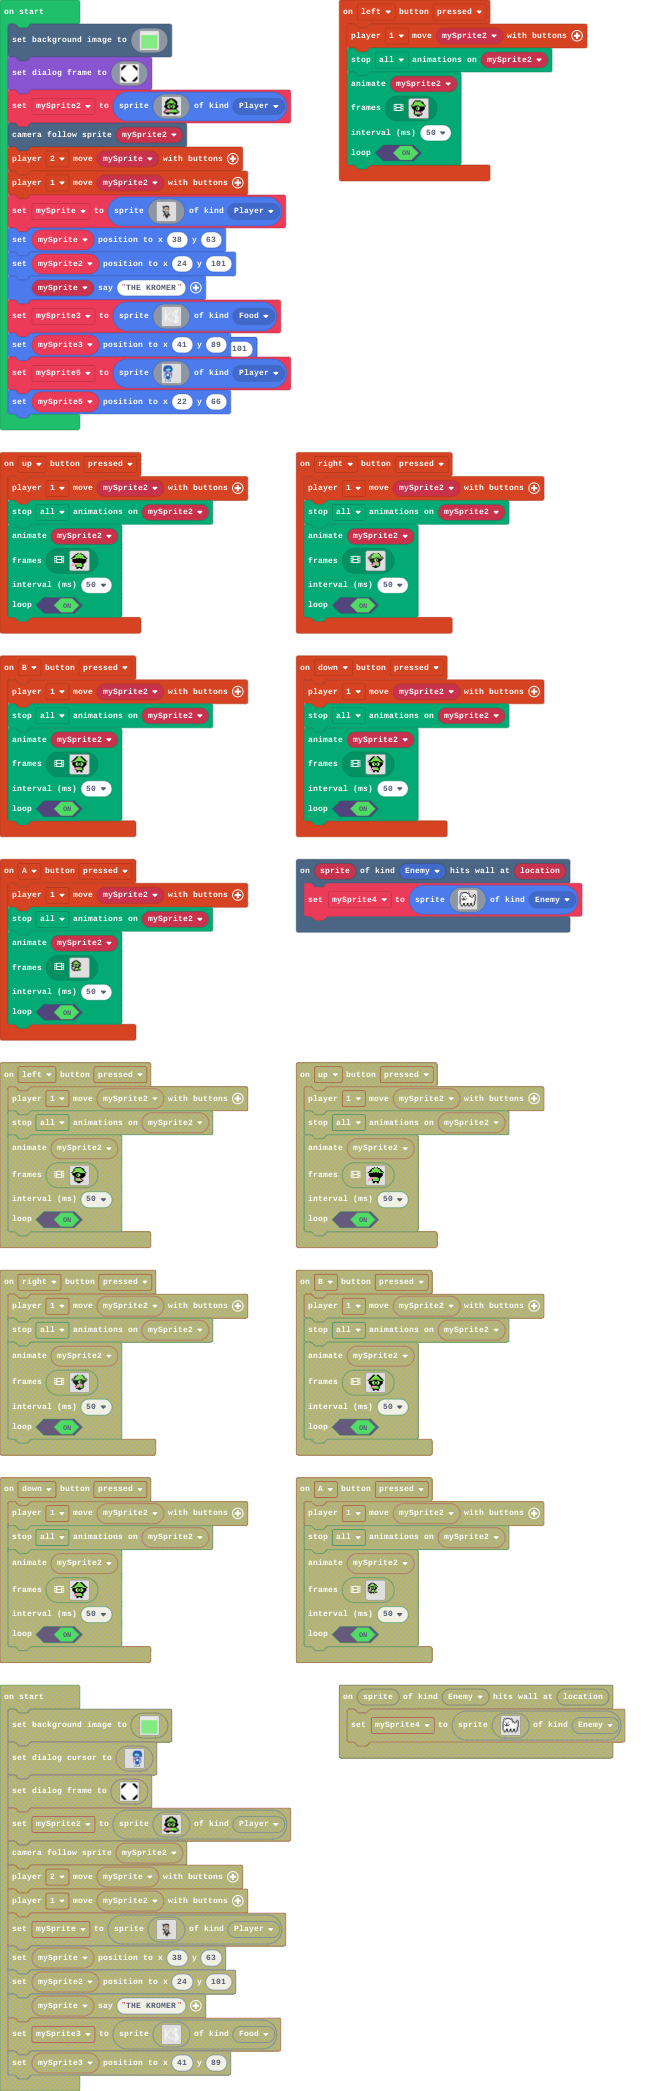 on start
set background image to
set dialog frame to
set mySprite2 to sprite of kind Player
camera follow sprite mySprite2
player 2 move mySprite with buttons
player 1 move mySprite2 with buttons
set mySprite to sprite of kind Player
set mySprite position to x 38 y 63
set mySprite2 position to x 24 y 101
mySprite say "THE KROMER"
set mySprite3 to sprite of kind Food
set mySprite3 position to x 41 y 89
101
set mySprite5 to sprite of kind Player
set mySprite5 position to x 22 y 66
on left button pressed
player 1 move mySprite2 with buttons
stop all animations on mySprite2
animate mySprite2
frames
interval (ms) 50
loop ON
on up button pressed
player 1 move mySprite2 with buttons
stop all animations on mySprite2
animate mySprite2
frames
interval (ms) 50
loop ON
on right button pressed
player 1 move mySprite2 with buttons
stop all animations on mySprite2
animate mySprite2
frames
interval (ms) 50
loop ON
on B button pressed
player 1 move mySprite2 with buttons
stop all animations on mySprite2
animate mySprite2
frames
interval (ms) 50
loop ON
on down button pressed
player 1 move mySprite2 with buttons
stop all animations on mySprite2
animate mySprite2
frames
interval (ms) 50
loop ON
on A button pressed
player 1 move mySprite2 with buttons
stop all animations on mySprite2
animate mySprite2
frames
interval (ms) 50
loop ON
on sprite of kind Enemy hits wall at location
set mySprite4 to sprite of kind Enemy
on left button pressed
player 1 move mySprite2 with buttons
stop all animations on mySprite2
animate mySprite2
frames
interval (ms) 50
loop ON
on up button pressed
player 1 move mySprite2 with buttons
stop all animations on mySprite2
animate mySprite2
frames
interval (ms) 50
loop ON
on right button pressed
player 1 move mySprite2 with buttons
stop all animations on mySprite2
animate mySprite2
frames
interval (ms) 50
loop ON
on B button pressed
player 1 move mySprite2 with buttons
stop all animations on mySprite2
animate mySprite2
frames
interval (ms) 50
loop ON
on down button pressed
player 1 move mySprite2 with buttons
stop all animations on mySprite2
animate mySprite2
frames
interval (ms) 50
loop ON
on A button pressed
player 1 move mySprite2 with buttons
stop all animations on mySprite2
animate mySprite2
frames
interval (ms) 50
loop ON
on start
set background image to
set dialog cursor to
set dialog frame to
set mySprite2 to sprite of kind Player
camera follow sprite mySprite2
player 2 move mySprite with buttons
player 1 move mySprite2 with buttons
set mySprite to sprite of kind Player
set mySprite position to x 38 y 63
set mySprite2 position to x 24 y 101
mySprite say "THE KROMER"
set mySprite3 to sprite of kind Food
set mySprite3 position to x 41 y 89
on sprite of kind Enemy hits wall at location
set mySprite4 to sprite of kind Enemy